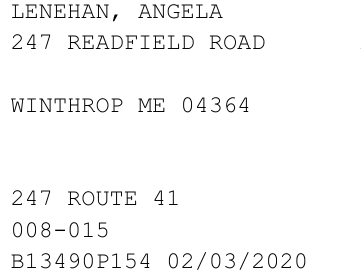 LENEHAN, ANGELA
247 READFIELD ROAD
WINTHROP ME 04364
247 ROUTE 41
008-015
B13490P154 02/03/2020